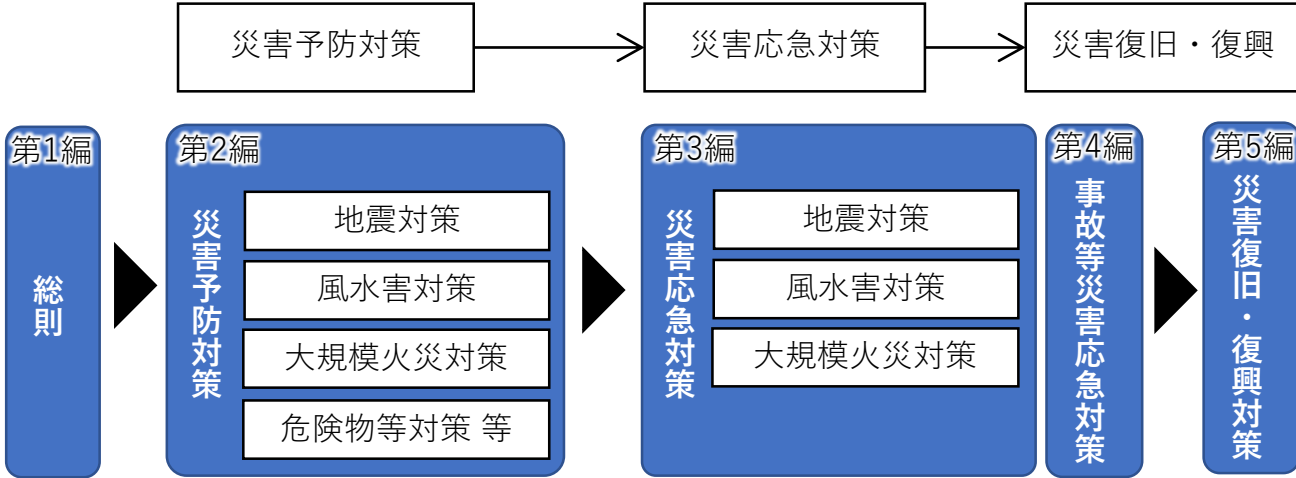 災害予防対策
災害応急対策
災害復旧・復興
第1編
総則
第2編
災害予防対策
地震対策
風水害対策
大規模火災対策
危険物等対策 等
第3編
災害応急対策
地震対策
風水害対策
大規模火災対策
第4編
事故等災害応急対策
第5編
災害復旧・復興対策